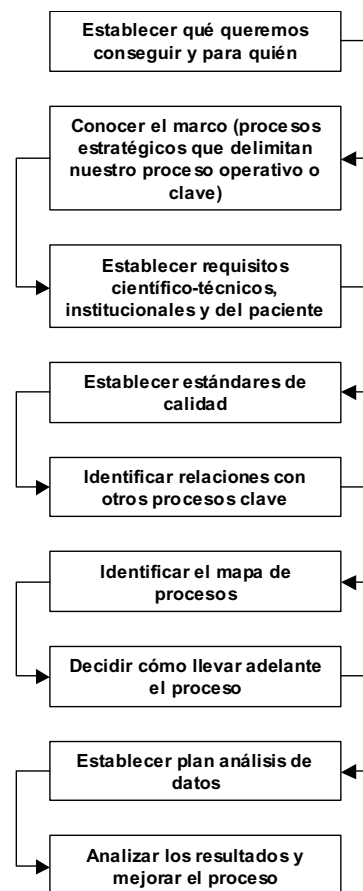 Establecer qué queremos
conseguir y para quién
Conocer el marco (procesos
estratégicos que delimitan
nuestro proceso operativo o
clave)
Establecer requisitos
científico-técnicos,
institucionales y del paciente
Establecer estándares de
calidad
Identificar relaciones con
otros procesos clave
Identificar el mapa de
procesos
Decidir cómo llevar adelante
el proceso
Establecer plan análisis de
datos
Analizar los resultados y
mejorar el proceso